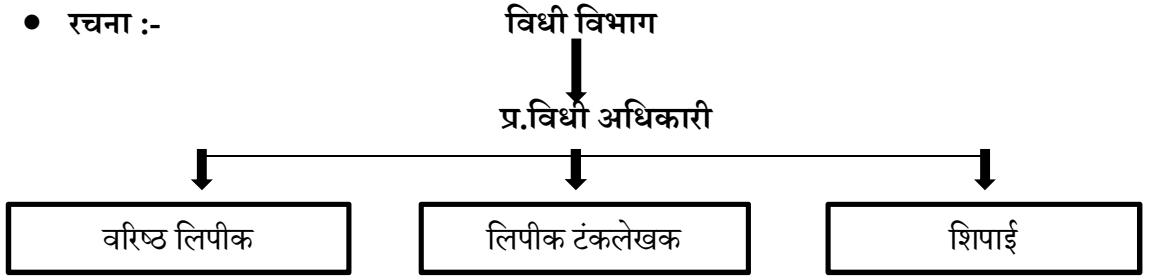 • रचना :- विधी विभाग
प्र.विधी अधिकारी
वरिष्ठ लिपीक लिपीक टंकलेखक शिपाई